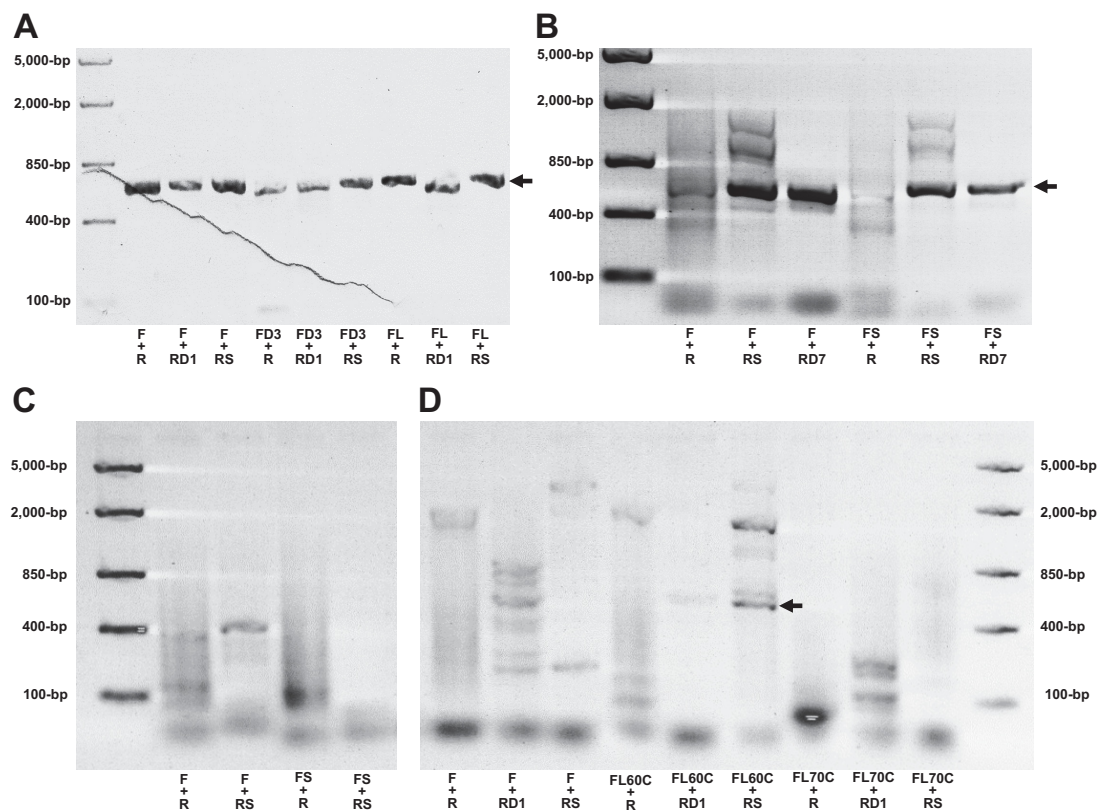 A
5,000-bp
2,000-bp
850-bp
400-bp
100-bp
F + R
F + RD1
F + RS
FD3 + R
FD3 + RD1
FD3 + RS
FL + R
FL + RD1
FL + RS
B
5,000-bp
2,000-bp
850-bp
400-bp
100-bp
F + R
F + RS
F + RD7
FS + R
FS + RS
FS + RD7
C
5,000-bp
2,000-bp
850-bp
400-bp
100-bp
F + R
F + RS
FS + R
FS + RS
D
5,000-bp
2,000-bp
850-bp
400-bp
100-bp
F + R
F + RD1
F + RS
FL60C + R
FL60C + RD1
FL60C + RS
FL70C + R
FL70C + RD1
FL70C + RS